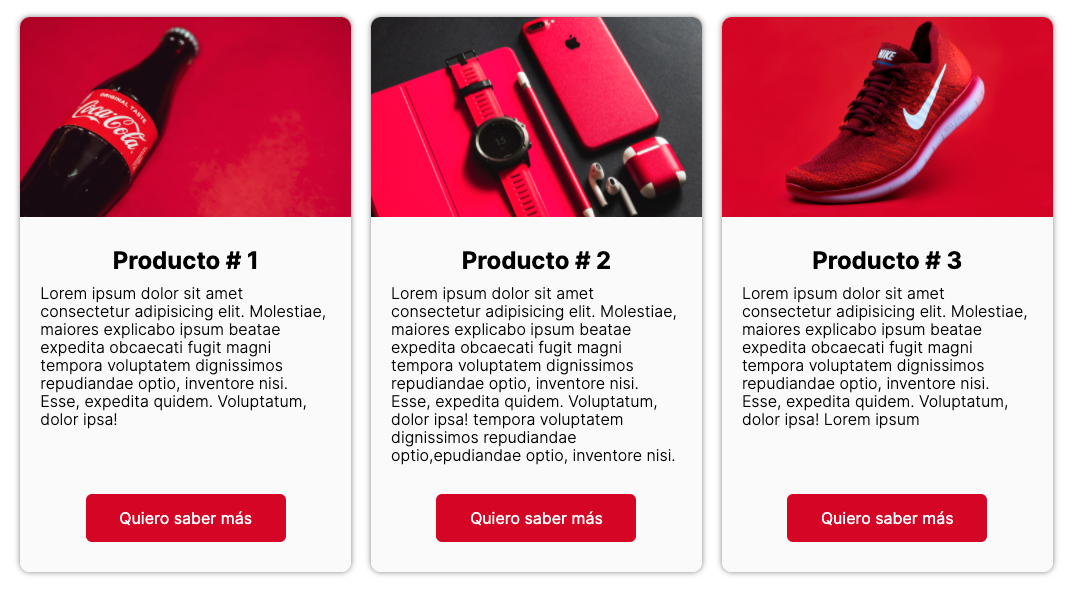 ORIGINAL TASTE
Coca-Cola
15
NIKE
Producto # 1
Lorem ipsum dolor sit amet
consectetur adipisicing elit. Molestiae,
maiores explicabo ipsum beatae
expedita obcaecati fugit magni
tempora voluptatem dignissimos
repudiandae optio, inventore nisi.
Esse, expedita quidem. Voluptatum,
dolor ipsa!
Quiero saber más
Producto # 2
Lorem ipsum dolor sit amet
consectetur adipisicing elit. Molestiae,
maiores explicabo ipsum beatae
expedita obcaecati fugit magni
tempora voluptatem dignissimos
repudiandae optio, inventore nisi.
Esse, expedita quidem. Voluptatum,
dolor ipsa! tempora voluptatem
dignissimos repudiandae
optio,epudiandae optio, inventore nisi.
Quiero saber más
Producto # 3
Lorem ipsum dolor sit amet
consectetur adipisicing elit. Molestiae,
maiores explicabo ipsum beatae
expedita obcaecati fugit magni
tempora voluptatem dignissimos
repudiandae optio, inventore nisi.
Esse, expedita quidem. Voluptatum,
dolor ipsa! Lorem ipsum
Quiero saber más